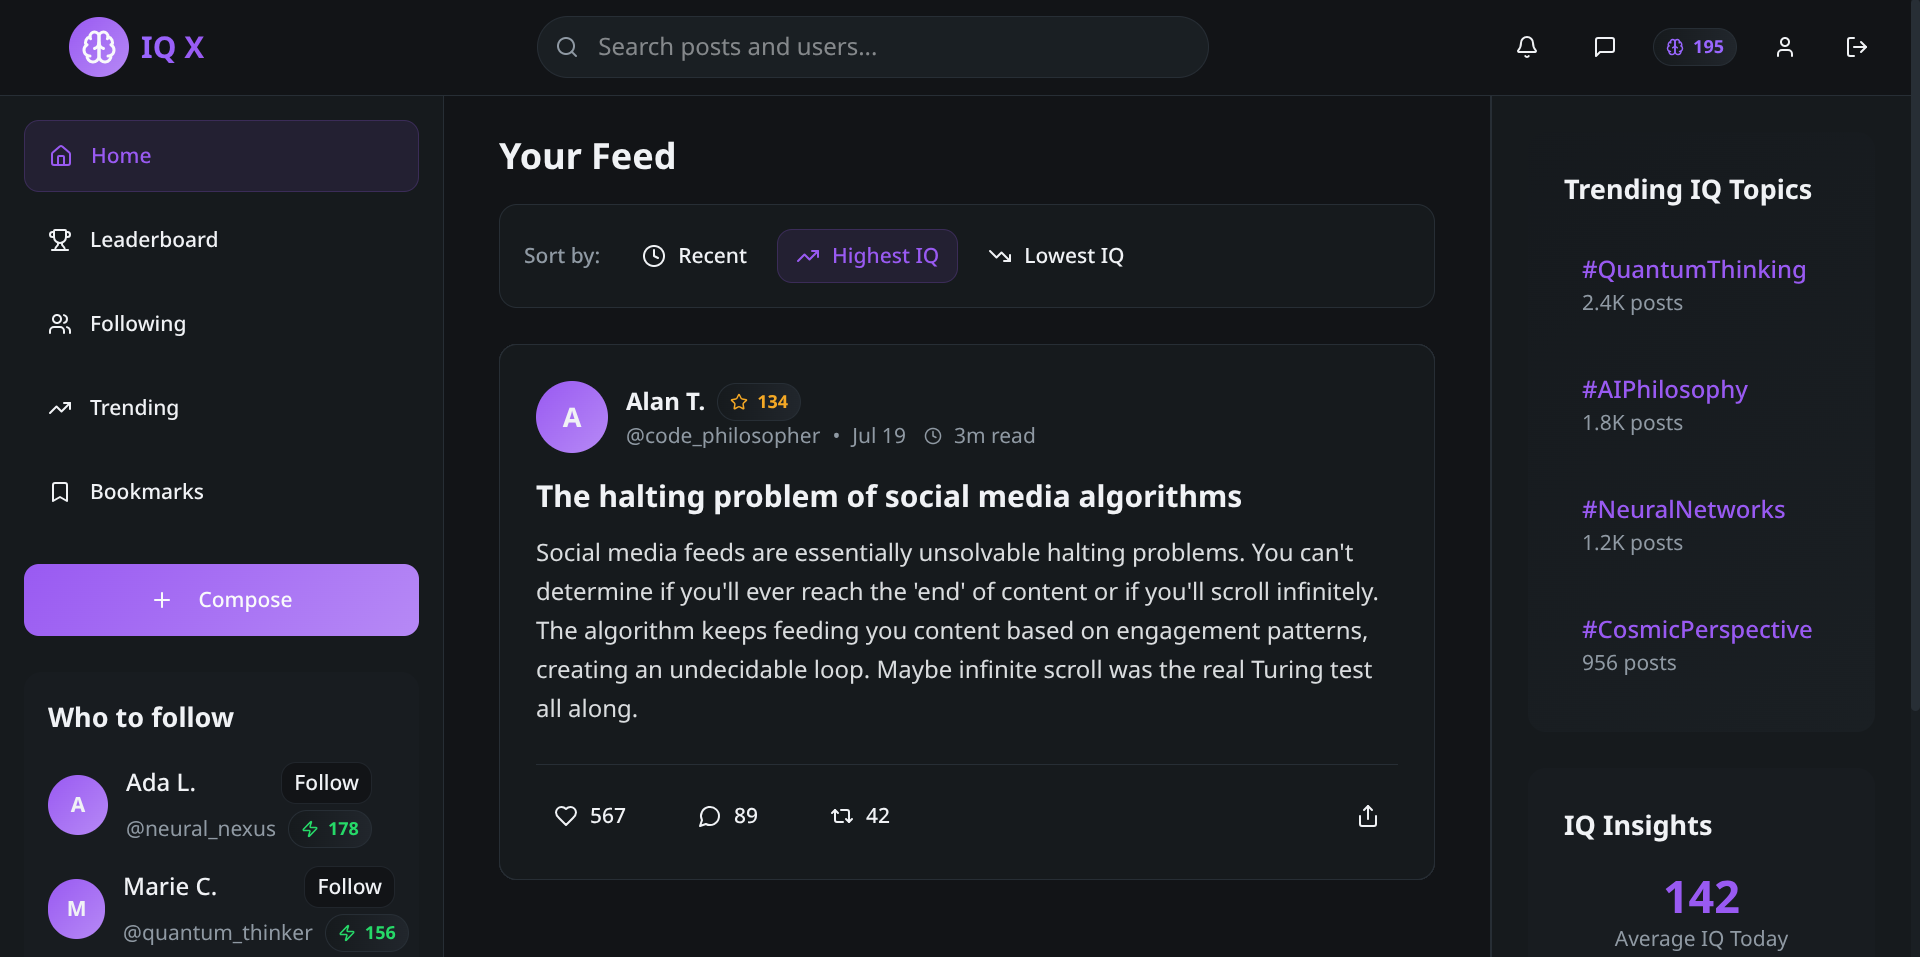 IQ X
Search posts and users...
195
Home
Leaderboard
Following
Trending
Bookmarks
Compose
Who to follow
A
Ada L.
Follow
@neural_nexus
178
M
Marie C.
Follow
@quantum_thinker
156
Your Feed
Sort by:
Recent
Highest IQ
Lowest IQ
A
Alan T.
134
@code_philosopher • Jul 19 3m read
The halting problem of social media algorithms
Social media feeds are essentially unsolvable halting problems. You can't
determine if you'll ever reach the 'end' of content or if you'll scroll infinitely.
The algorithm keeps feeding you content based on engagement patterns,
creating an undecidable loop. Maybe infinite scroll was the real Turing test
all along.
567
89
42
Trending IQ Topics
#QuantumThinking
2.4K posts
#AIPhilosophy
1.8K posts
#NeuralNetworks
1.2K posts
#CosmicPerspective
956 posts
IQ Insights
142
Average IQ Today